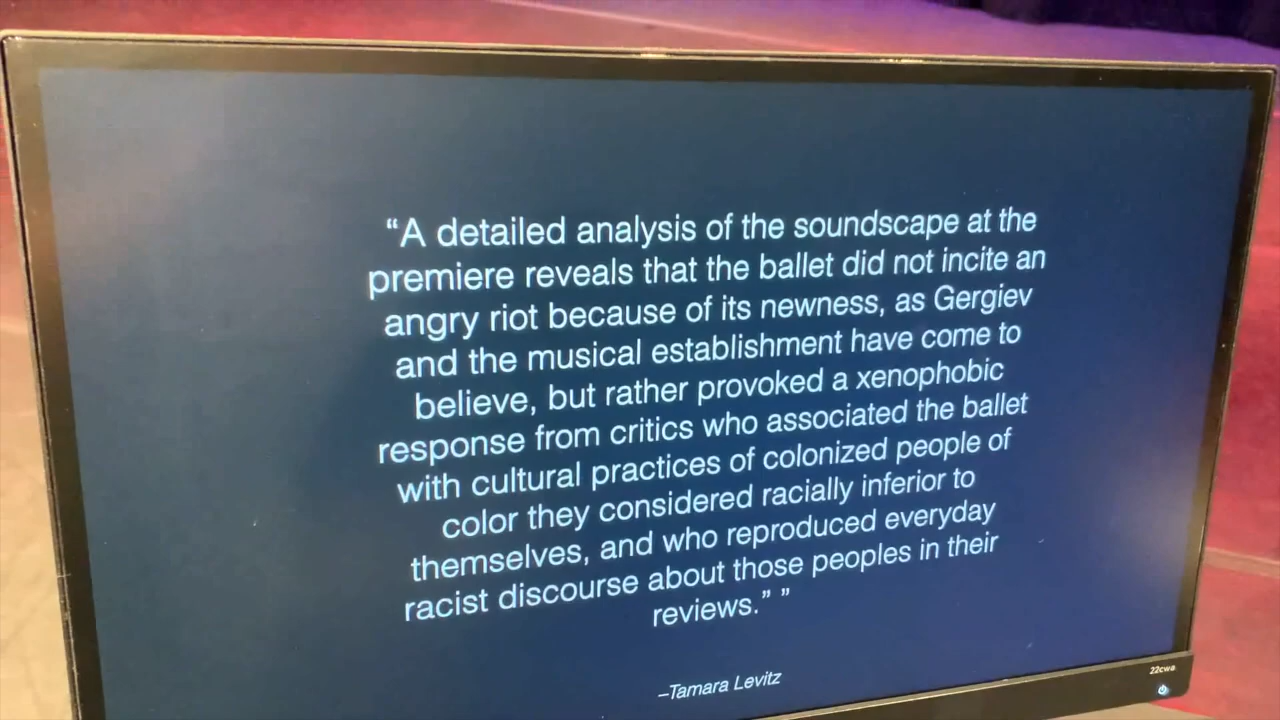 “A detailed analysis of the soundscape at the
premiere reveals that the ballet did not incite an
angry riot because of its newness, as Gergiev
and the musical establishment have come to
believe, but rather provoked a xenophobic
response from critics who associated the ballet
with cultural practices of colonized people of
color they considered racially inferior to
themselves, and who reproduced everyday
racist discourse about those peoples in their
reviews.” ”
–Tamara Levitz
22cwa